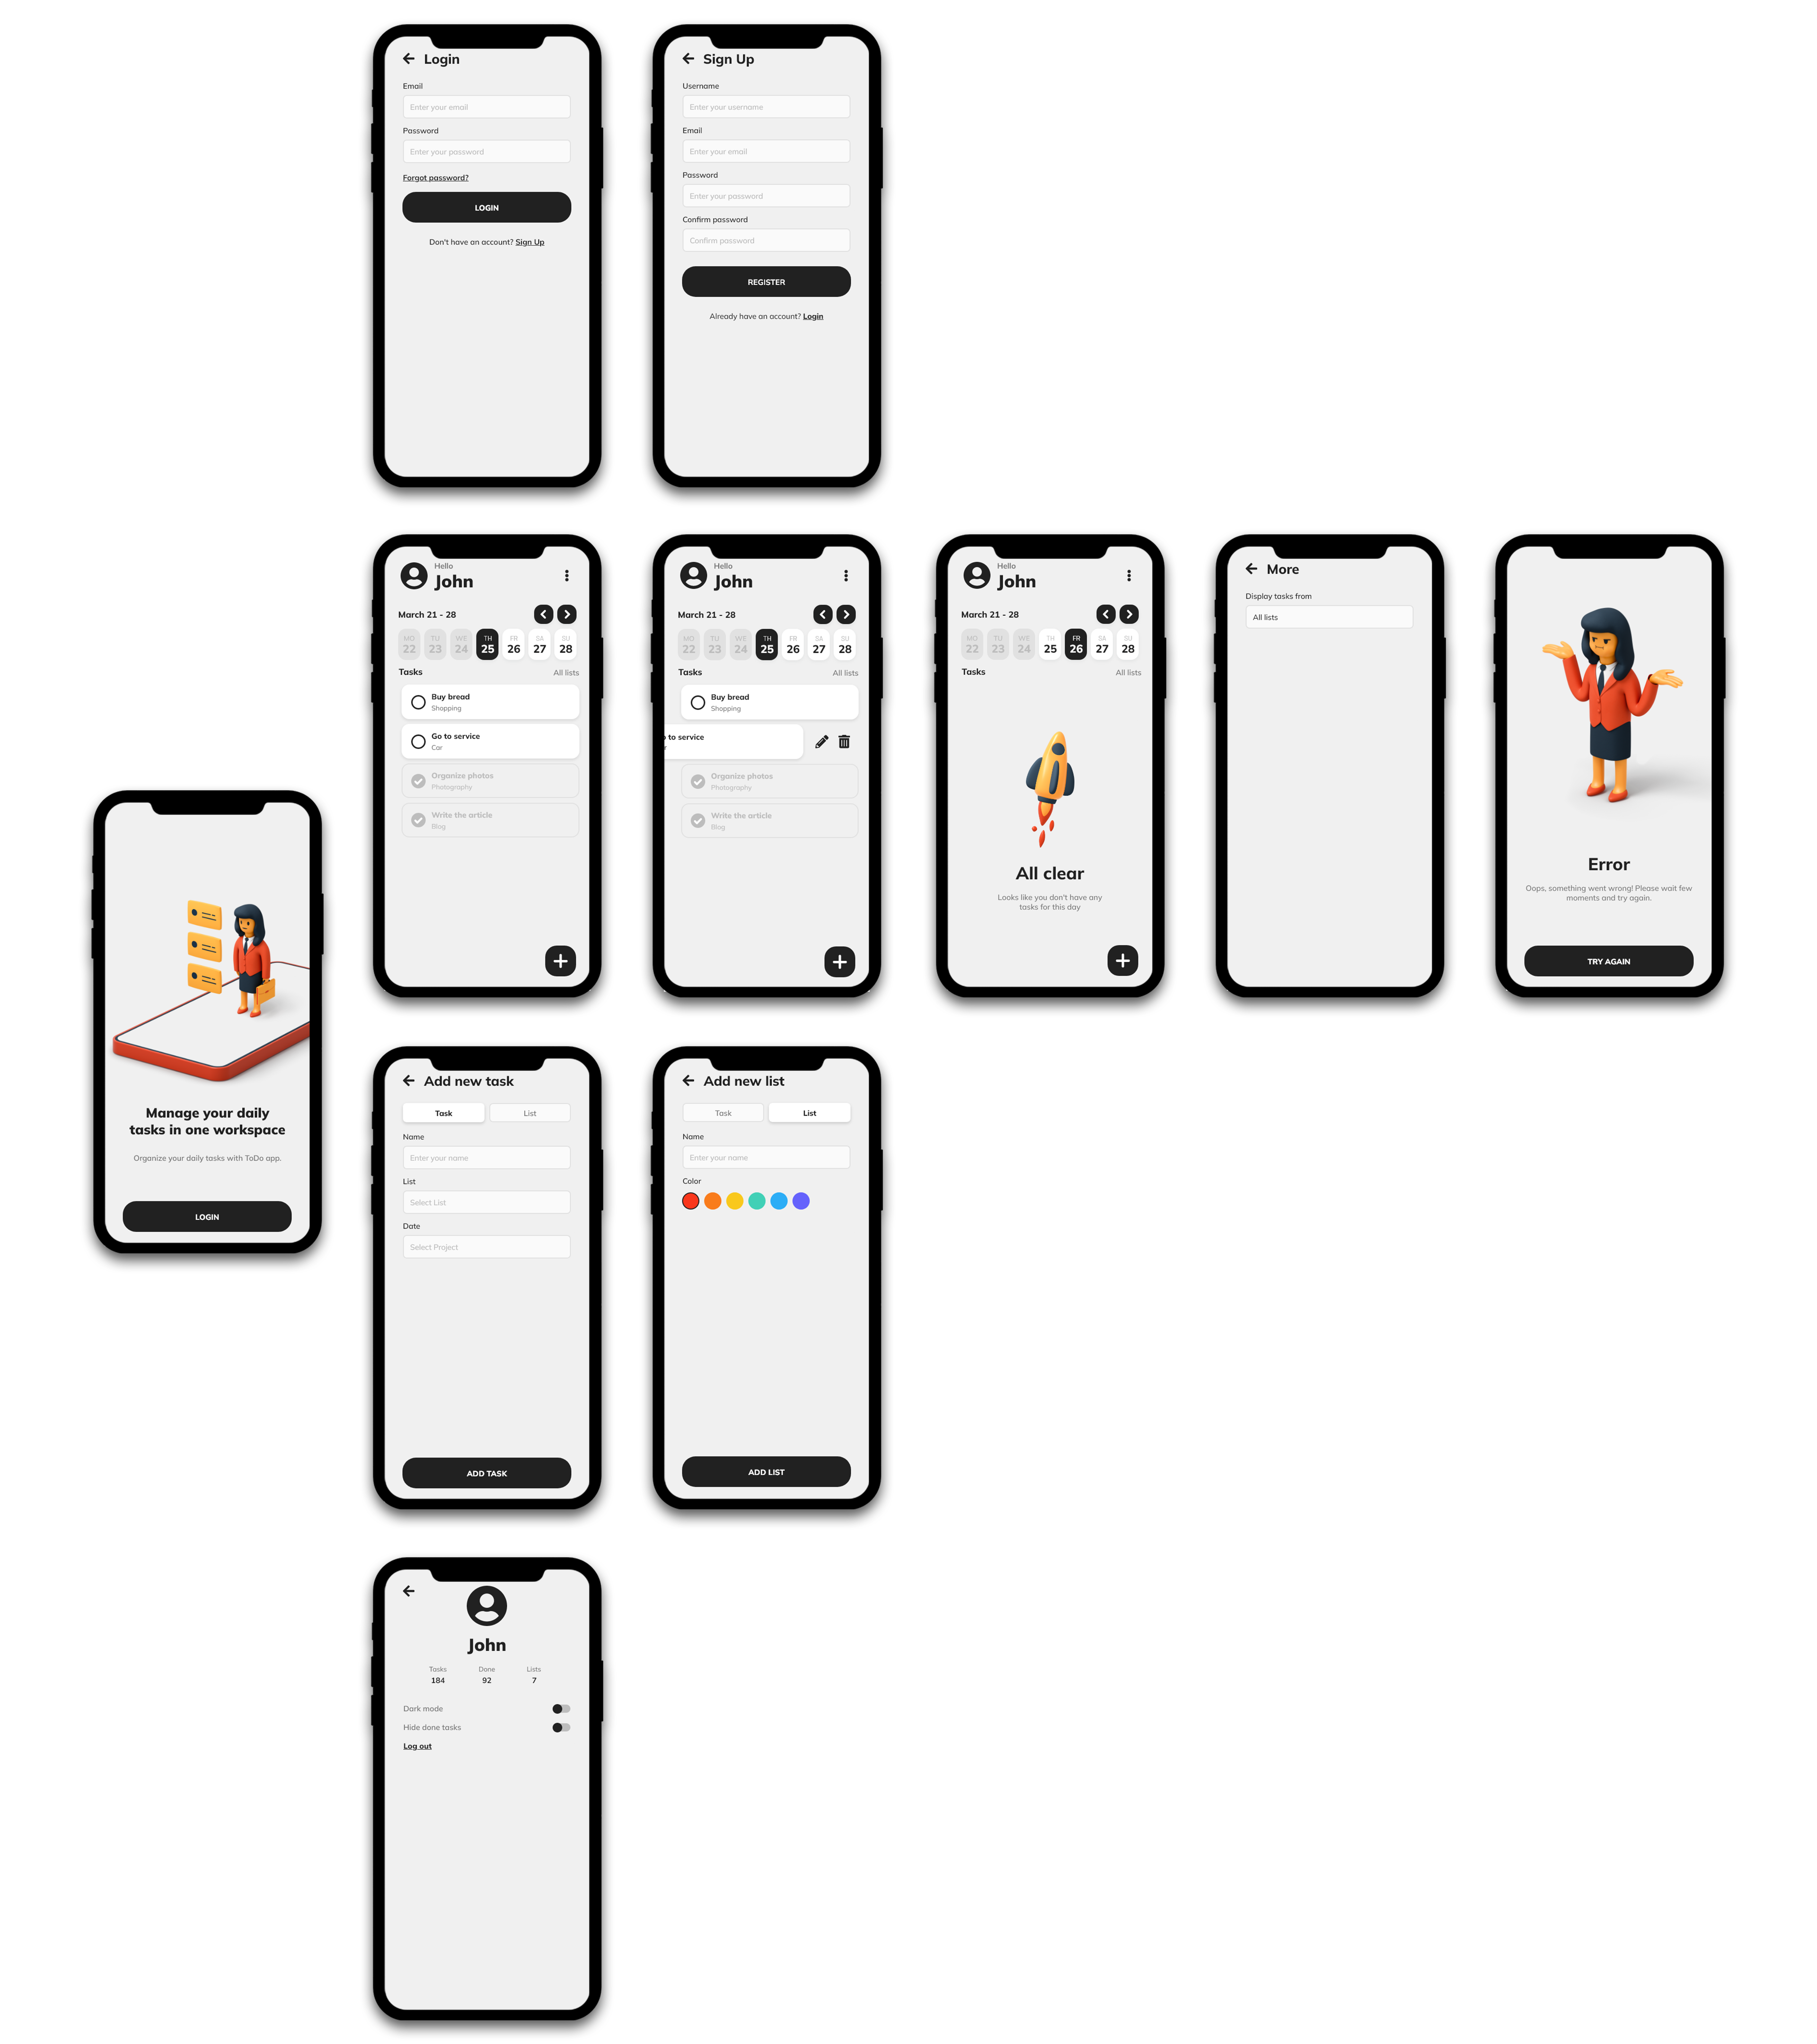 Login
Email
Enter your email
Password
Enter your password
Forgot password?
LOGIN
Don't have an account? Sign Up
Sign Up
Username
Enter your username
Email
Enter your email
Password
Enter your password
Confirm password
Confirm password
REGISTER
Already have an account? Login
Hello
John
March 21 - 28
MO TU WE TH FR SA SU
22 23 24 25 26 27 28
Tasks All lists
Buy bread
Shopping
Go to service
Car
Organize photos
Photography
Write the article
Blog
Hello
John
March 21 - 28
MO TU WE TH FR SA SU
22 23 24 25 26 27 28
Tasks All lists
Buy bread
Shopping
to service
r
Organize photos
Photography
Write the article
Blog
Hello
John
March 21 - 28
MO TU WE TH FR SA SU
22 23 24 25 26 27 28
Tasks All lists
All clear
Looks like you don't have any
tasks for this day
More
Display tasks from
All lists
Error
Oops, something went wrong! Please wait few
moments and try again.
TRY AGAIN
Manage your daily
tasks in one workspace
Organize your daily tasks with ToDo app.
LOGIN
Add new task
Task List
Name
Enter your name
List
Select List
Date
Select Project
ADD TASK
Add new list
Task List
Name
Enter your name
Color
ADD LIST
John
Tasks Done Lists
184 92 7
Dark mode
Hide done tasks
Log out